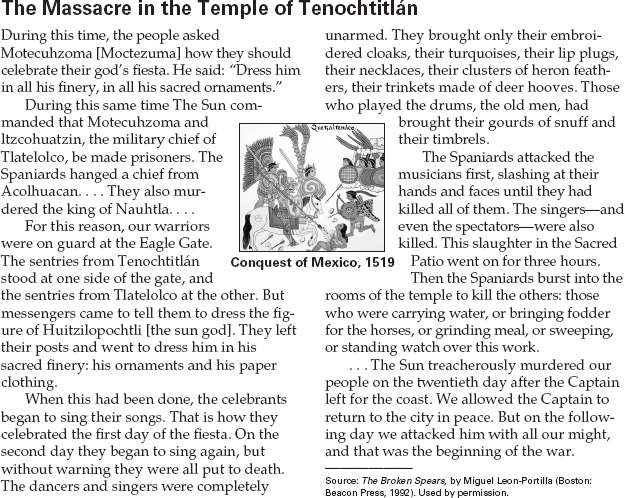 The Massacre in the Temple of Tenochtitlán
During this time, the people asked
Motecuhzoma [Moctezuma] how they should
celebrate their god's fiesta. He said: “Dress him
in all his finery, in all his sacred ornaments.”
During this same time The Sun com-
manded that Motecuhzoma and
Itzcohuatzin, the military chief of
Tlatelolco, be made prisoners. The
Spaniards hanged a chief from
Acolhuacan. . . . They also mur-
dered the king of Nauhtla. . . .
For this reason, our warriors
were on guard at the Eagle Gate.
The sentries from Tenochtitlán
stood at one side of the gate, and
the sentries from Tlatelolco at the other. But
messengers came to tell them to dress the fig-
ure of Huitzilopochtli [the sun god]. They left
their posts and went to dress him in his
sacred finery: his ornaments and his paper
clothing.
When this had been done, the celebrants
began to sing their songs. That is how they
celebrated the first day of the fiesta. On the
second day they began to sing again, but
without warning they were all put to death.
The dancers and singers were completely
unarmed. They brought only their embroi-
dered cloaks, their turquoises, their lip plugs,
their necklaces, their clusters of heron feath-
ers, their trinkets made of deer hooves. Those
who played the drums, the old men, had
brought their gourds of snuff and
their timbrels.
The Spaniards attacked the
musicians first, slashing at their
hands and faces until they had
killed all of them. The singers—and
even the spectators—were also
killed. This slaughter in the Sacred
Patio went on for three hours.
Then the Spaniards burst into the
rooms of the temple to kill the others: those
who were carrying water, or bringing fodder
for the horses, or grinding meal, or sweeping,
or standing watch over this work.
. . . The Sun treacherously murdered our
people on the twentieth day after the Captain
left for the coast. We allowed the Captain to
return to the city in peace. But on the follow-
ing day we attacked him with all our might,
and that was the beginning of the war.
Quetzaltenico
Conquest of Mexico, 1519
Source: The Broken Spears, by Miguel Leon-Portilla (Boston:
Beacon Press, 1992). Used by permission.